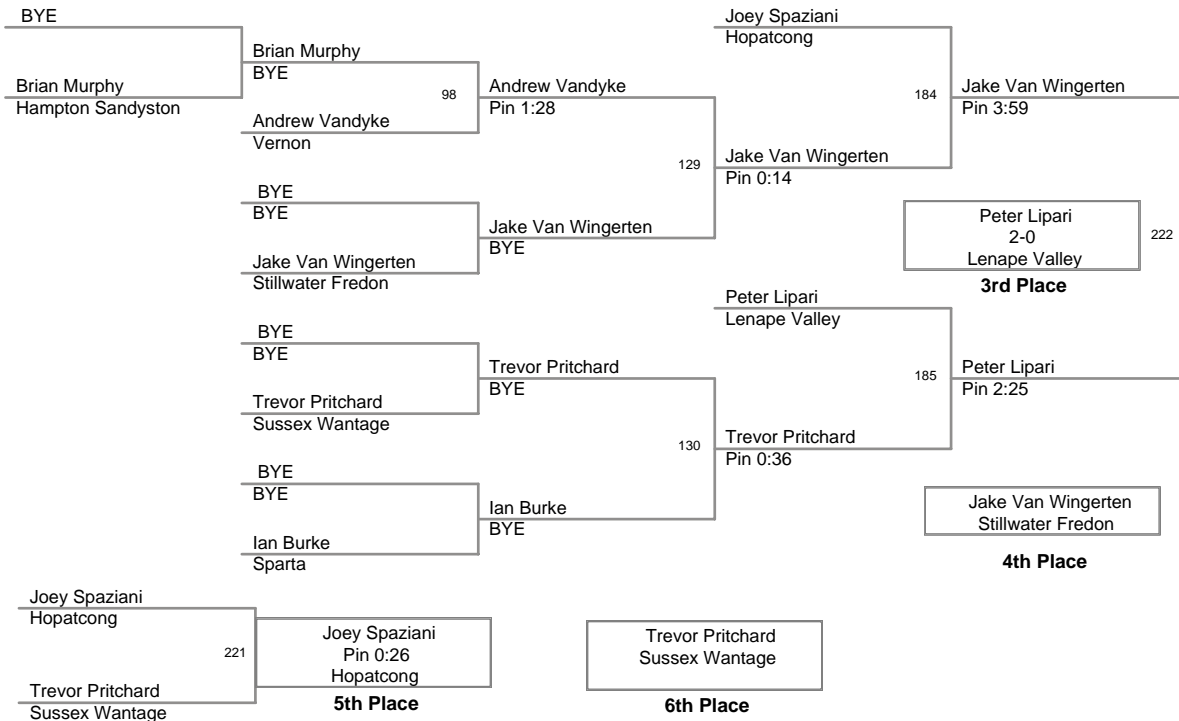 BYE
Brian Murphy
Hampton Sandyston
Brian Murphy
BYE
98
Andrew Vandyke
Vernon
BYE
BYE
Jake Van Wingerten
Stillwater Fredon
BYE
BYE
Trevor Pritchard
Sussex Wantage
BYE
BYE
Ian Burke
Sparta
Andrew Vandyke
Pin 1:28
129
Jake Van Wingerten
BYE
Trevor Pritchard
BYE
130
Ian Burke
BYE
Joey Spaziani
Hopatcong
184
Jake Van Wingerten
Pin 0:14
Peter Lipari
Lenape Valley
185
Trevor Pritchard
Pin 0:36
Jake Van Wingerten
Pin 3:59
Peter Lipari
2-0
Lenape Valley
222
3rd Place
Peter Lipari
Pin 2:25
Jake Van Wingerten
Stillwater Fredon
4th Place
Joey Spaziani
Hopatcong
221
Trevor Pritchard
Sussex Wantage
Joey Spaziani
Pin 0:26
Hopatcong
5th Place
Trevor Pritchard
Sussex Wantage
6th Place